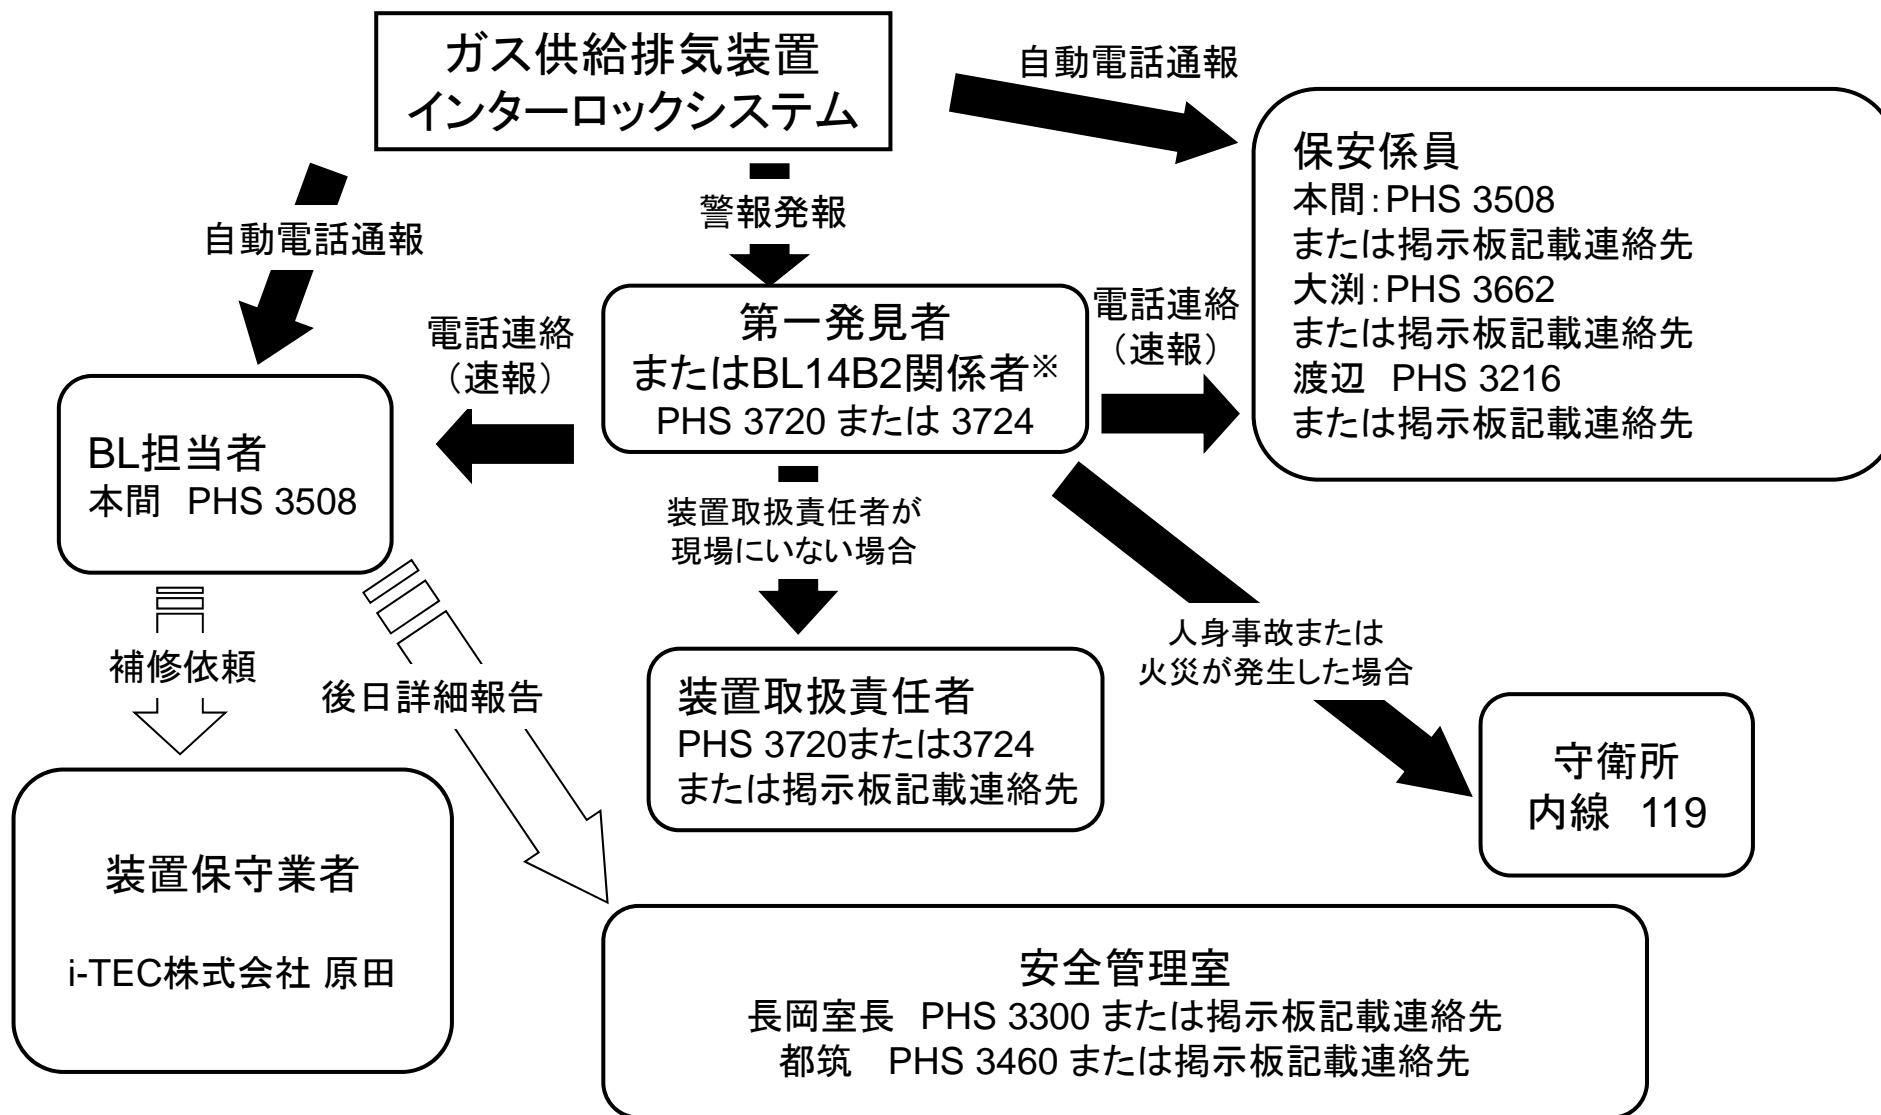 ガス供給排気装置
インターロックシステム
自動電話通報
保安係員
本間：PHS 3508
または掲示板記載連絡先
大渕：PHS 3662
または掲示板記載連絡先
渡辺　PHS 3216
または掲示板記載連絡先
警報発報
自動電話通報
第一発見者
またはBL14B2関係者※
PHS 3720 または 3724
電話連絡
（速報）
電話連絡
（速報）
BL担当者
本間　PHS 3508
装置取扱責任者が
現場にいない場合
人身事故または
火災が発生した場合
補修依頼
後日詳細報告
装置取扱責任者
PHS 3720または3724
または掲示板記載連絡先
守衛所
内線　119
装置保守業者
i-TEC株式会社 原田
安全管理室
長岡室長　PHS 3300 または掲示板記載連絡先
都筑　PHS 3460 または掲示板記載連絡先